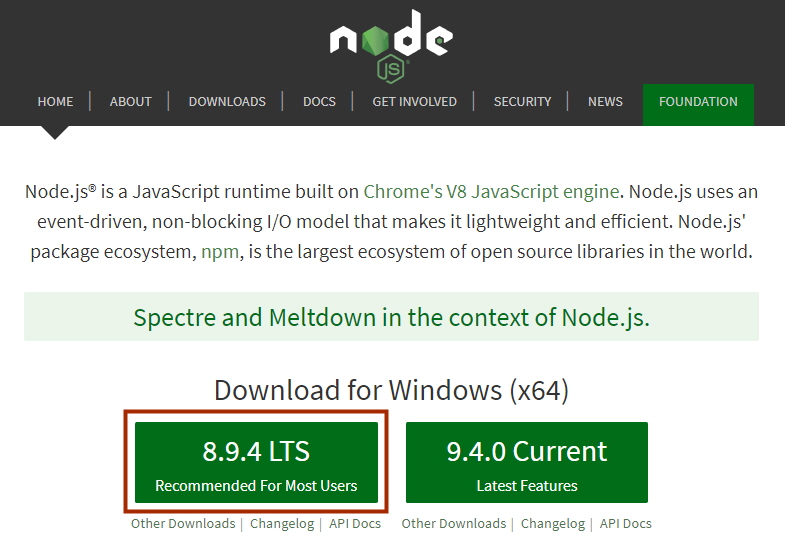 node
JS
HOME | ABOUT | DOWNLOADS | DOCS | GET INVOLVED | SECURITY | NEWS FOUNDATION
Node.js® is a JavaScript runtime built on Chrome's V8 JavaScript engine. Node.js uses an
event-driven, non-blocking I/O model that makes it lightweight and efficient. Node.js'
package ecosystem, npm, is the largest ecosystem of open source libraries in the world.
Spectre and Meltdown in the context of Node.js.
Download for Windows (x64)
8.9.4 LTS
Recommended For Most Users
9.4.0 Current
Latest Features
Other Downloads | Changelog | API Docs
Other Downloads | Changelog | API Docs